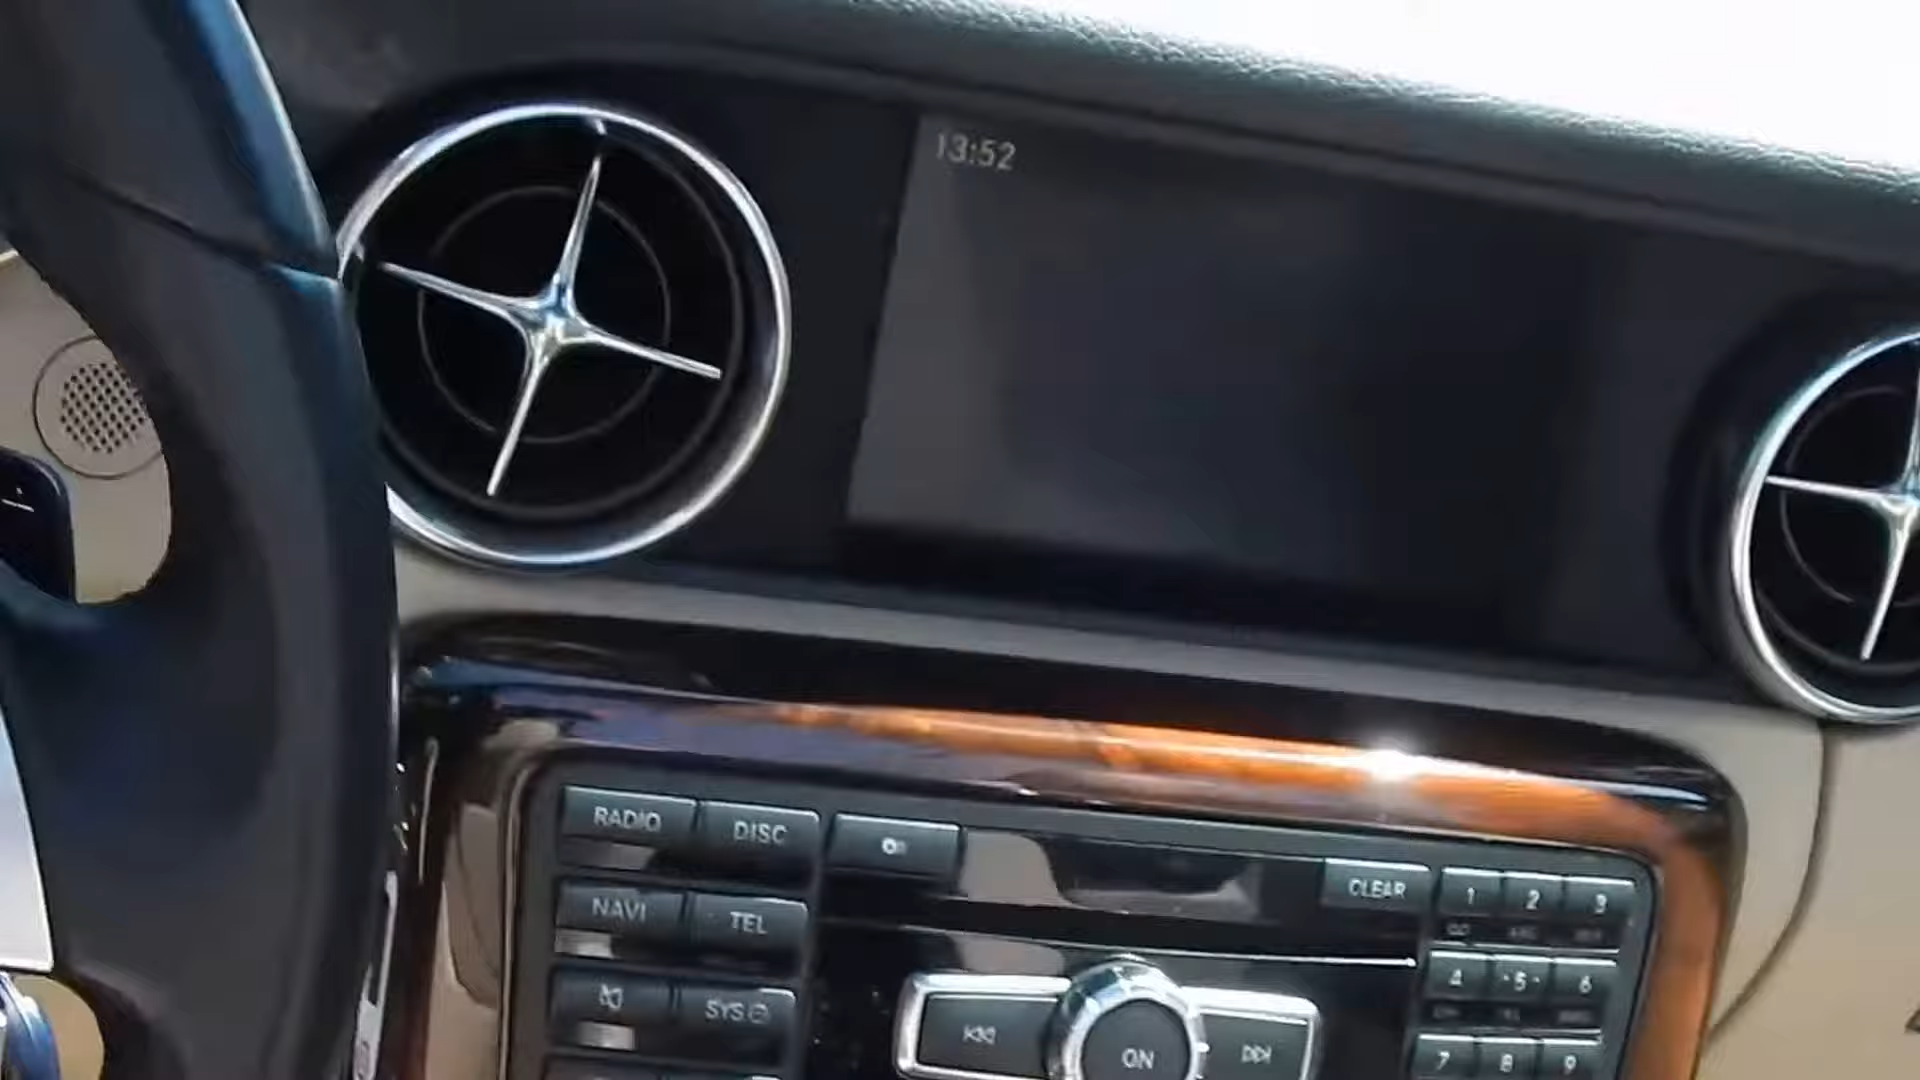 13:52
RADIO DISC
CLEAR 1 2 3
NAVI TEL
4 5 6
SYS
ON
7 8 9